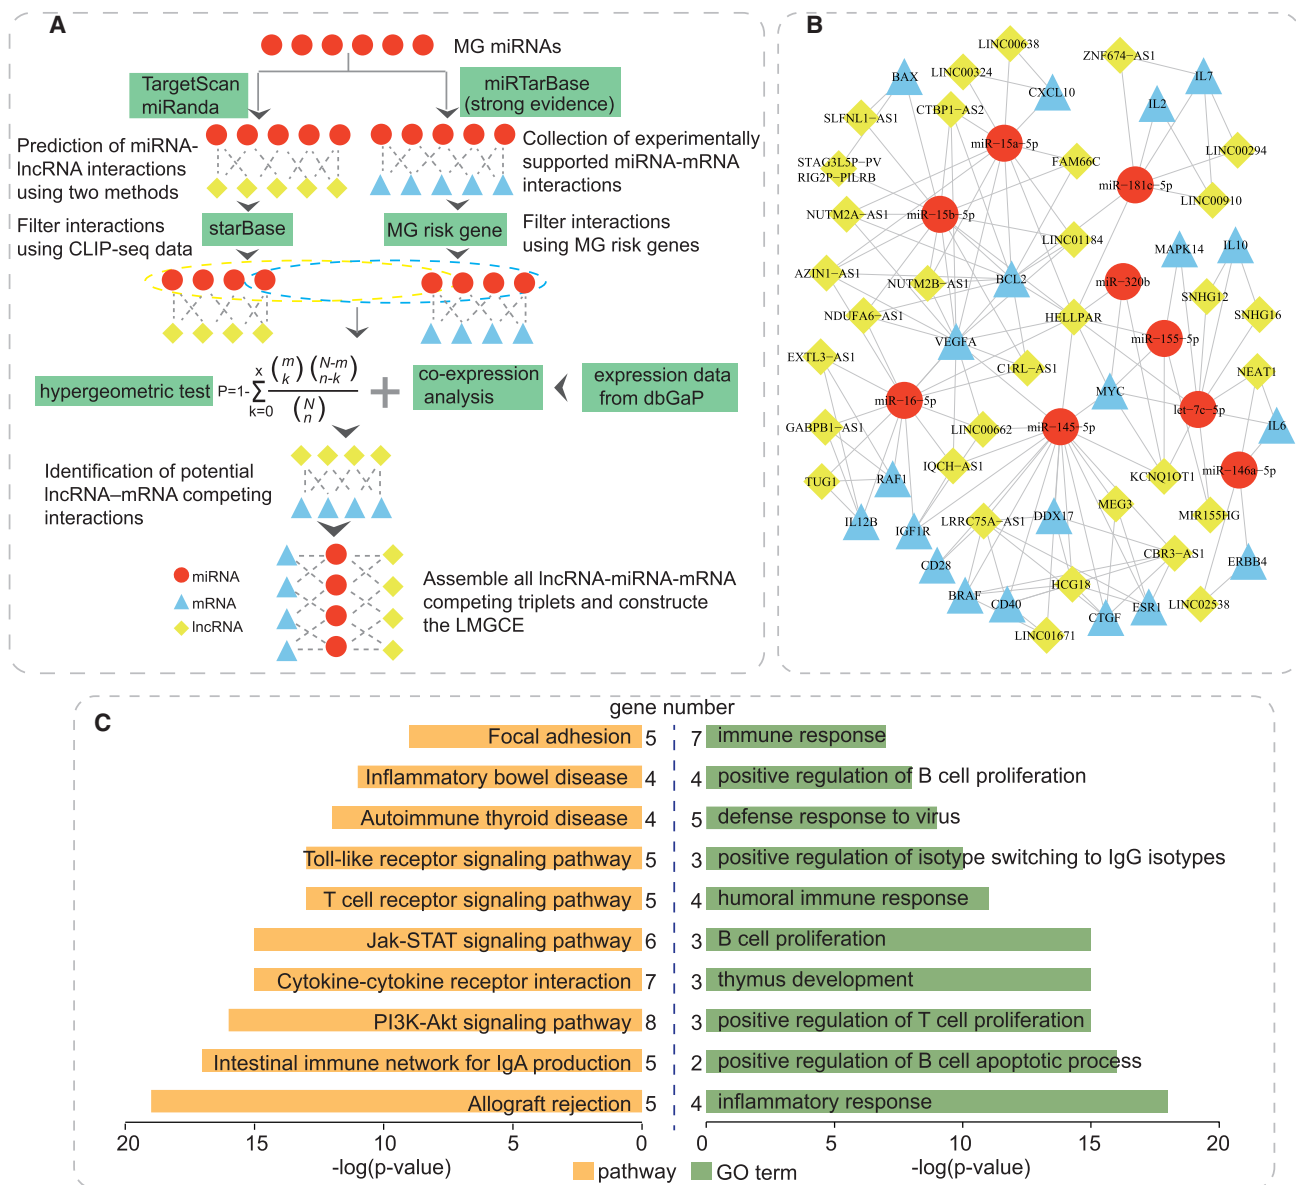 A
MG miRNAs
TargetScan
miRanda
miRTarBase
(strong evidence)
Prediction of miRNA-
lncRNA interactions
using two methods
Collection of experimentally
supported miRNA-mRNA
interactions
Filter interactions
using CLIP-seq data
starBase
MG risk gene
Filter interactions
using MG risk genes
hypergeometric test
P=1-∑ x k=0 (m k) (N-m n-k) / (N n)
+
co-expression
analysis
expression data
from dbGaP
Identification of potential
lncRNA–mRNA competing
interactions
miRNA
mRNA
lncRNA
Assemble all lncRNA-miRNA-mRNA
competing triplets and constructe
the LMGCE
B
LINC00638
ZNF674−AS1
LINC00324
BAX
IL7
CXCL10
IL2
CTBP1−AS2
SLFNL1−AS1
miR−15a−5p
LINC00294
STAG3L5P−PV
RIG2P−PILRB
FAM66C
miR−181c−5p
LINC00910
NUTM2A−AS1
miR−15b−5p
LINC01184
MAPK14
IL10
AZIN1−AS1
NUTM2B−AS1
BCL2
miR−320b
SNHG12
SNHG16
NDUFA6−AS1
HELLPAR
VEGFA
miR−155−5p
EXTL3−AS1
C1RL−AS1
NEAT1
MYC
miR−16−5p
let−7c−5p
GABPB1−AS1
LINC00662
miR−145−5p
IL6
IQCH−AS1
miR−146a−5p
TUG1
RAF1
KCNQ1OT1
MEG3
IL12B
IGF1R
LRRC75A−AS1
DDX17
MIR155HG
CBR3−AS1
CD28
ERBB4
HCG18
BRAF
CD40
CTGF
ESR1
LINC02538
LINC01671
C
gene number
Focal adhesion 5
7 immune response
Inflammatory bowel disease 4
4 positive regulation of B cell proliferation
Autoimmune thyroid disease 4
5 defense response to virus
Toll-like receptor signaling pathway 5
3 positive regulation of isotype switching to IgG isotypes
T cell receptor signaling pathway 5
4 humoral immune response
Jak-STAT signaling pathway 6
3 B cell proliferation
Cytokine-cytokine receptor interaction 7
3 thymus development
PI3K-Akt signaling pathway 8
3 positive regulation of T cell proliferation
Intestinal immune network for IgA production 5
2 positive regulation of B cell apoptotic process
Allograft rejection 5
4 inflammatory response
20 15 10 5 0
0 5 10 15 20
-log(p-value)
-log(p-value)
pathway
GO term